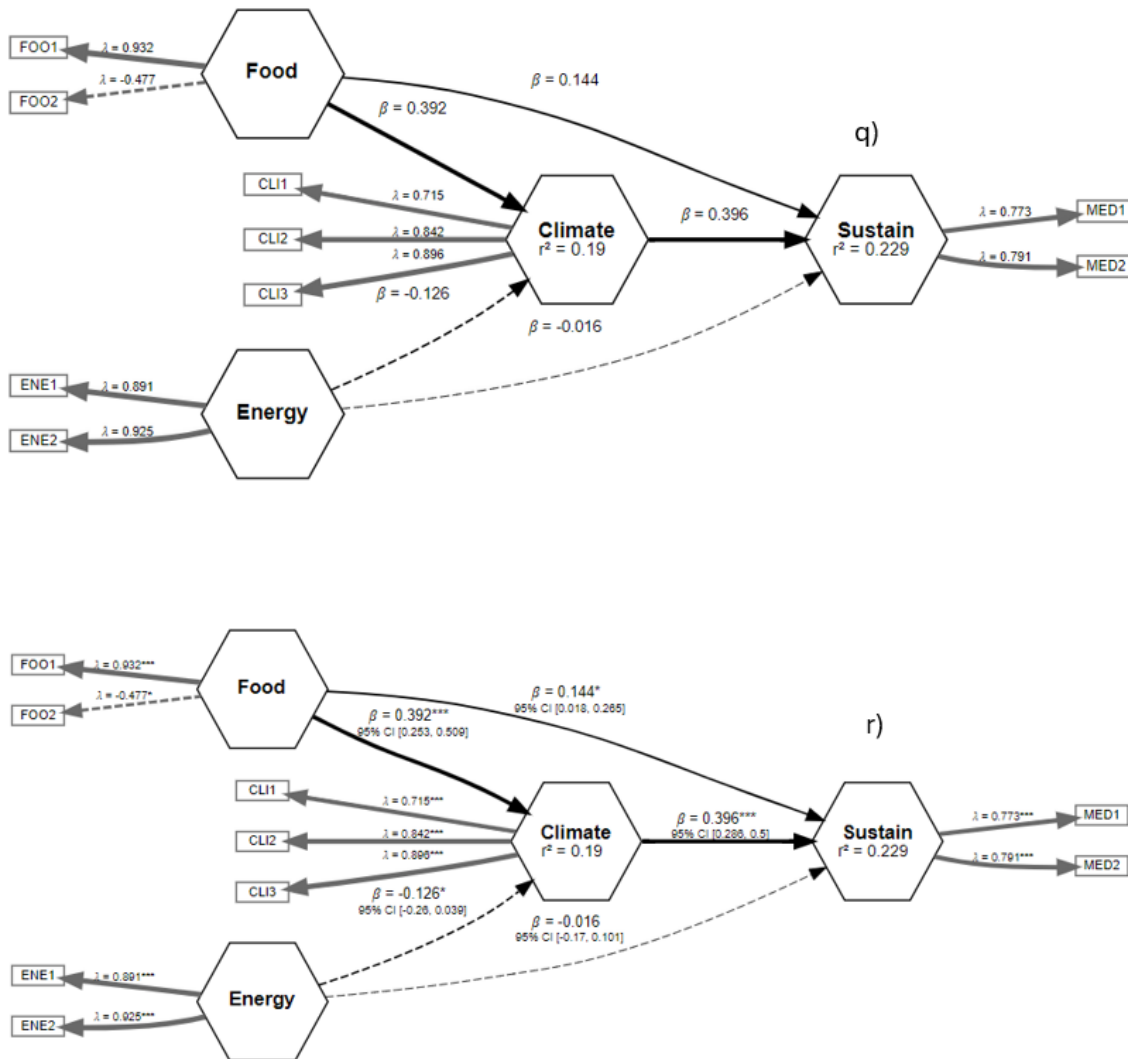 FOO1
λ = 0.932
FOO2
λ = -0.477
Food
β = 0.144
β = 0.392
q)
CLI1
λ = 0.715
CLI2
λ = 0.842
CLI3
λ = 0.896
Climate
r² = 0.19
β = 0.396
Sustain
r² = 0.229
λ = 0.773
MED1
λ = 0.791
MED2
β = -0.126
β = -0.016
ENE1
λ = 0.891
ENE2
λ = 0.925
Energy
FOO1
λ = 0.932***
FOO2
λ = -0.477*
Food
β = 0.144*
95% CI [0.018, 0.265]
β = 0.392***
95% CI [0.253, 0.509]
r)
CLI1
λ = 0.715***
CLI2
λ = 0.842***
CLI3
λ = 0.896***
Climate
r² = 0.19
β = 0.396***
95% CI [0.286, 0.5]
Sustain
r² = 0.229
λ = 0.773***
MED1
λ = 0.791***
MED2
β = -0.126*
95% CI [-0.26, 0.039]
β = -0.016
95% CI [-0.17, 0.101]
ENE1
λ = 0.891***
ENE2
λ = 0.925***
Energy